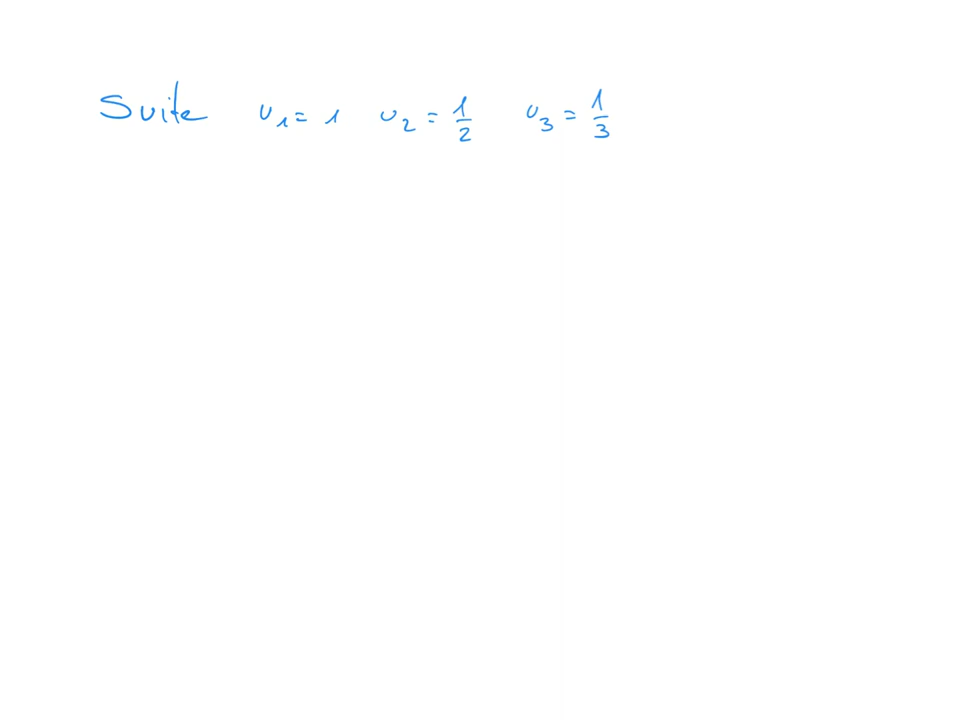 Suite u₁ = 1 u₂ = 1/2 u₃ = 1/3